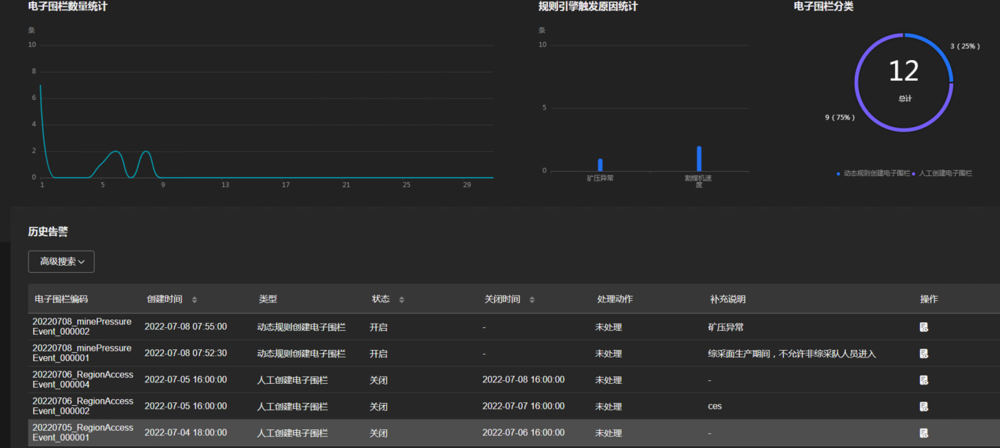 电子围栏数量统计
条
10
8
6
4
2
0
1
5
9
13
17
21
25
29
规则引擎触发原因统计
条
10
5
0
矿压异常
割煤机速
度
电子围栏分类
3 ( 25% )
12
总计
9 ( 75% )
动态规则创建电子围栏
人工创建电子围栏
历史告警
高级搜索
电子围栏编码 创建时间 类型 状态 关闭时间 处理动作 补充说明 操作
20220708_minePressure
Event_000002
2022-07-08 07:55:00 动态规则创建电子围栏 开启 - 未处理 矿压异常
20220708_minePressure
Event_000001
2022-07-08 07:52:30 动态规则创建电子围栏 开启 - 未处理 综采面生产期间，不允许非综采队人员进入
20220706_RegionAccess
Event_000004
2022-07-05 16:00:00 人工创建电子围栏 关闭 2022-07-08 16:00:00 未处理 -
20220706_RegionAccess
Event_000002
2022-07-05 16:00:00 人工创建电子围栏 关闭 2022-07-07 16:00:00 未处理 ces
20220705_RegionAccess
Event_000001
2022-07-04 18:00:00 人工创建电子围栏 关闭 2022-07-06 16:00:00 未处理 -